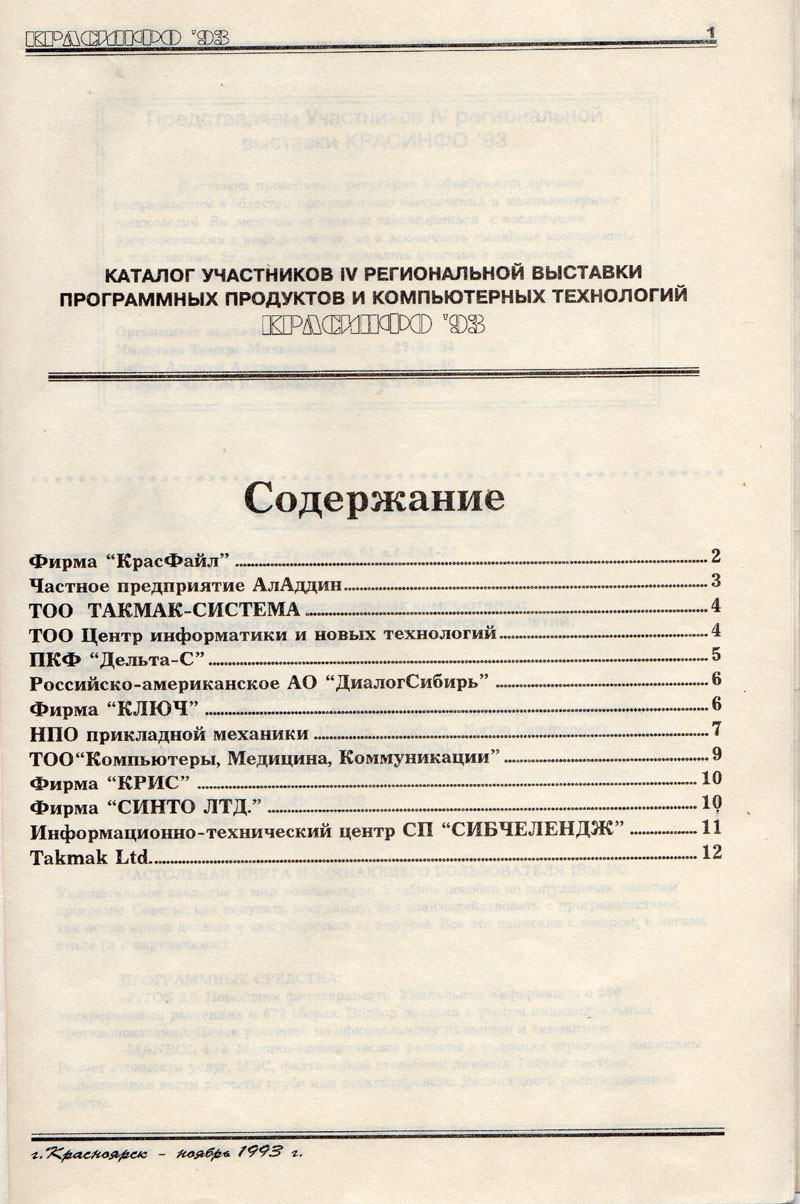 КРАСИНФО '93 1
КАТАЛОГ УЧАСТНИКОВ IV РЕГИОНАЛЬНОЙ ВЫСТАВКИ
ПРОГРАММНЫХ ПРОДУКТОВ И КОМПЬЮТЕРНЫХ ТЕХНОЛОГИЙ
КРАСИНФО '93
Содержание
Фирма “КрасФайл” 2
Частное предприятие АлАддин 3
ТОО ТАКМАК-СИСТЕМА 4
ТОО Центр информатики и новых технологий 4
ПКФ “Дельта-С” 5
Российско-американское АО “ДиалогСибирь” 6
Фирма “КЛЮЧ” 6
НПО прикладной механики 7
ТОО“Компьютеры, Медицина, Коммуникации” 9
Фирма “КРИС” 10
Фирма “СИНТО ЛТД.” 10
Информационно-технический центр СП “СИБЧЕЛЕНДЖ” 11
Takmak Ltd. 12
г. Красноярск - ноябрь 1993 г.